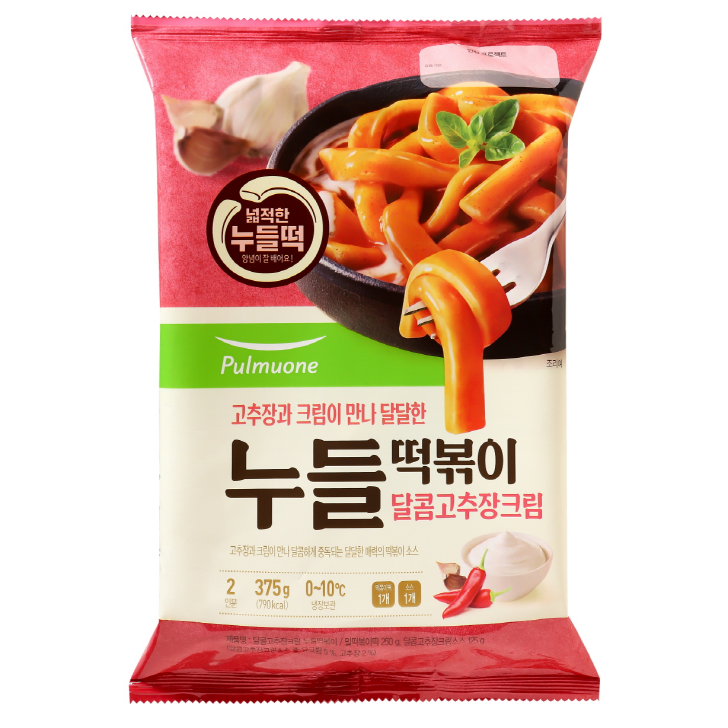 넓적한
누들떡
양념이 잘 배어요!
Pulmuone
조리예
고추장과 크림이 만나 달달한
누들 떡볶이
달콤고추장크림
고추장과 크림이 만나 달콤하게 중독되는 달달한 매력의 떡볶이 소스
2
인분
375g
(790kcal)
0~10℃
냉장보관
1개
소스
1개